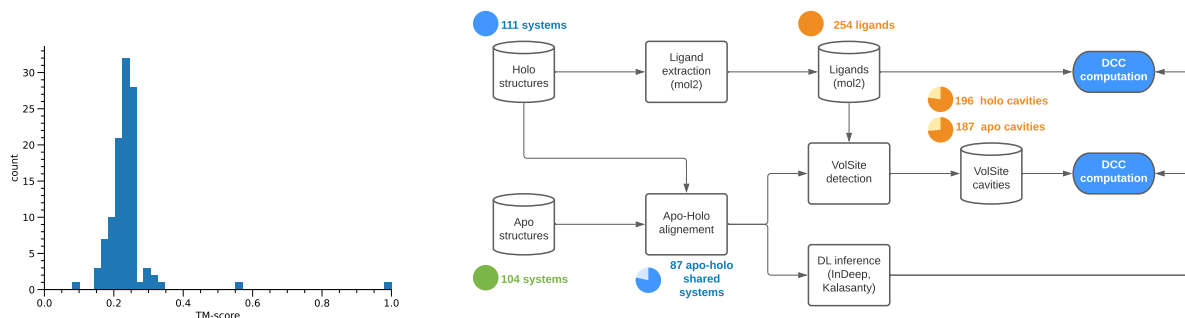 30
25
20
15
10
5
0
count
0.0
0.2
0.4
0.6
0.8
1.0
TM-score
111 systems
254 ligands
Holo
structures
Ligand
extraction
(mol2)
Ligands
(mol2)
DCC
computation
196 holo cavities
187 apo cavities
VolSite
detection
VolSite
cavities
DCC
computation
Apo
structures
Apo-Holo
alignement
104 systems
87 apo-holo
shared
systems
DL inference
(InDeep,
Kalasanty)